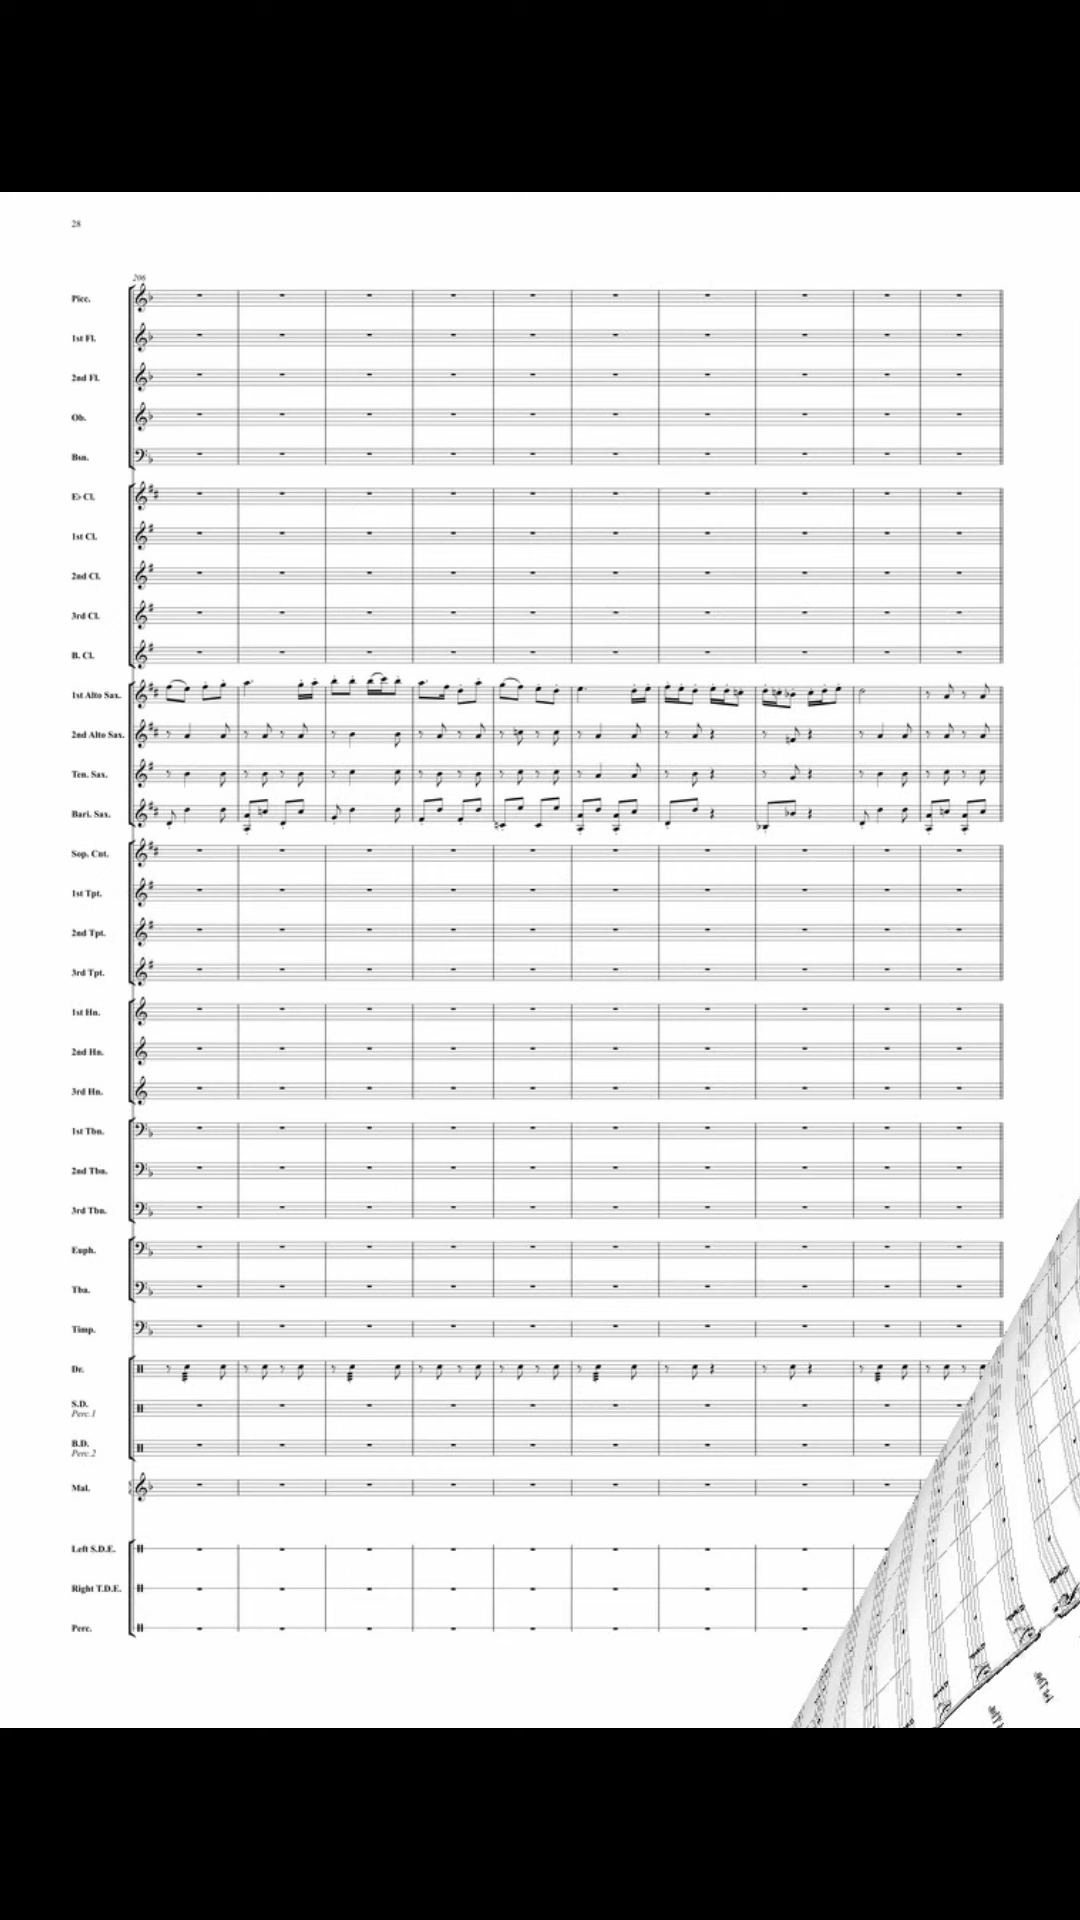 28
206
Picc.
1st Fl.
2nd Fl.
Ob.
Bsn.
E♭ Cl.
1st Cl.
2nd Cl.
3rd Cl.
B. Cl.
1st Alto Sax.
2nd Alto Sax.
Ten. Sax.
Bari. Sax.
Sop. Cnt.
1st Tpt.
2nd Tpt.
3rd Tpt.
1st Hn.
2nd Hn.
3rd Hn.
1st Tbn.
2nd Tbn.
3rd Tbn.
Euph.
Tba.
Timp.
Dr.
S.D.
Perc.1
B.D.
Perc.2
Mal.
Left S.D.E.
Right T.D.E.
Perc.